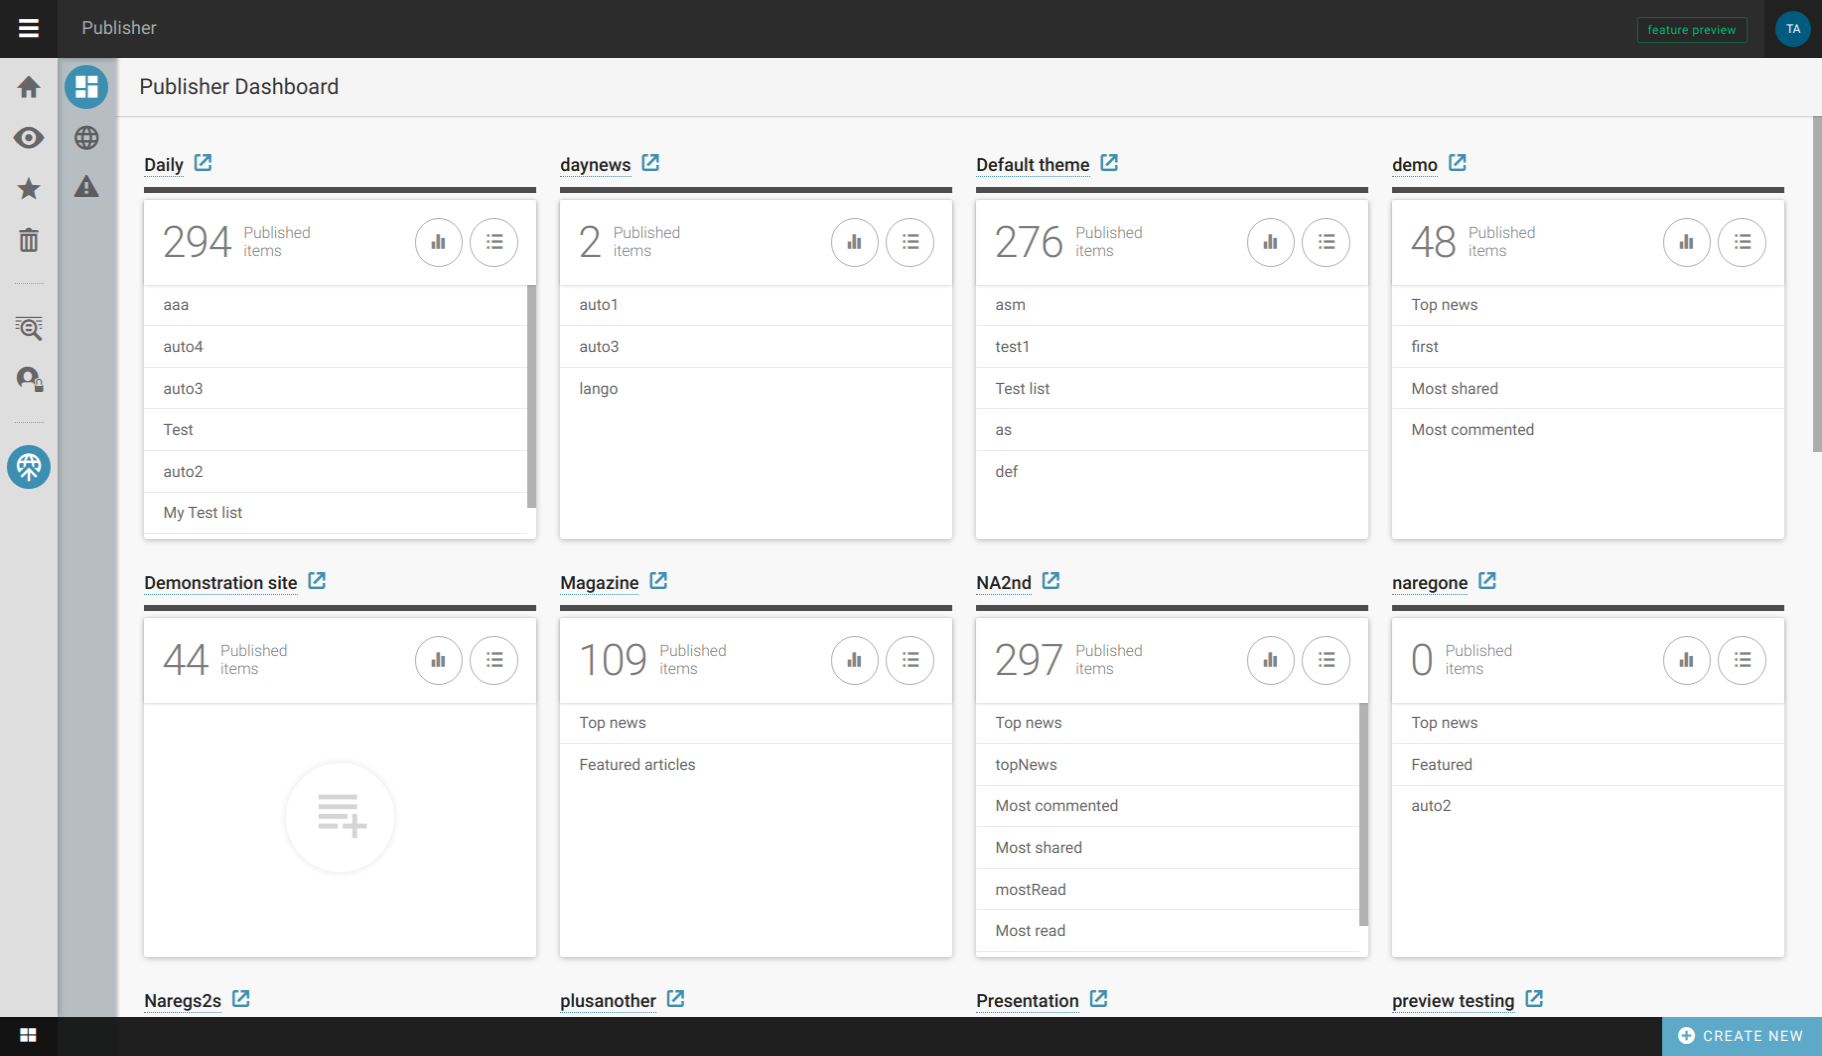 Publisher
feature preview
TA
Publisher Dashboard
Daily
294 Published items
aaa
auto4
auto3
Test
auto2
My Test list
daynews
2 Published items
auto1
auto3
lango
Default theme
276 Published items
asm
test1
Test list
as
def
demo
48 Published items
Top news
first
Most shared
Most commented
Demonstration site
44 Published items
Magazine
109 Published items
Top news
Featured articles
NA2nd
297 Published items
Top news
topNews
Most commented
Most shared
mostRead
Most read
naregone
0 Published items
Top news
Featured
auto2
Naregs2s
plusanother
Presentation
preview testing
CREATE NEW